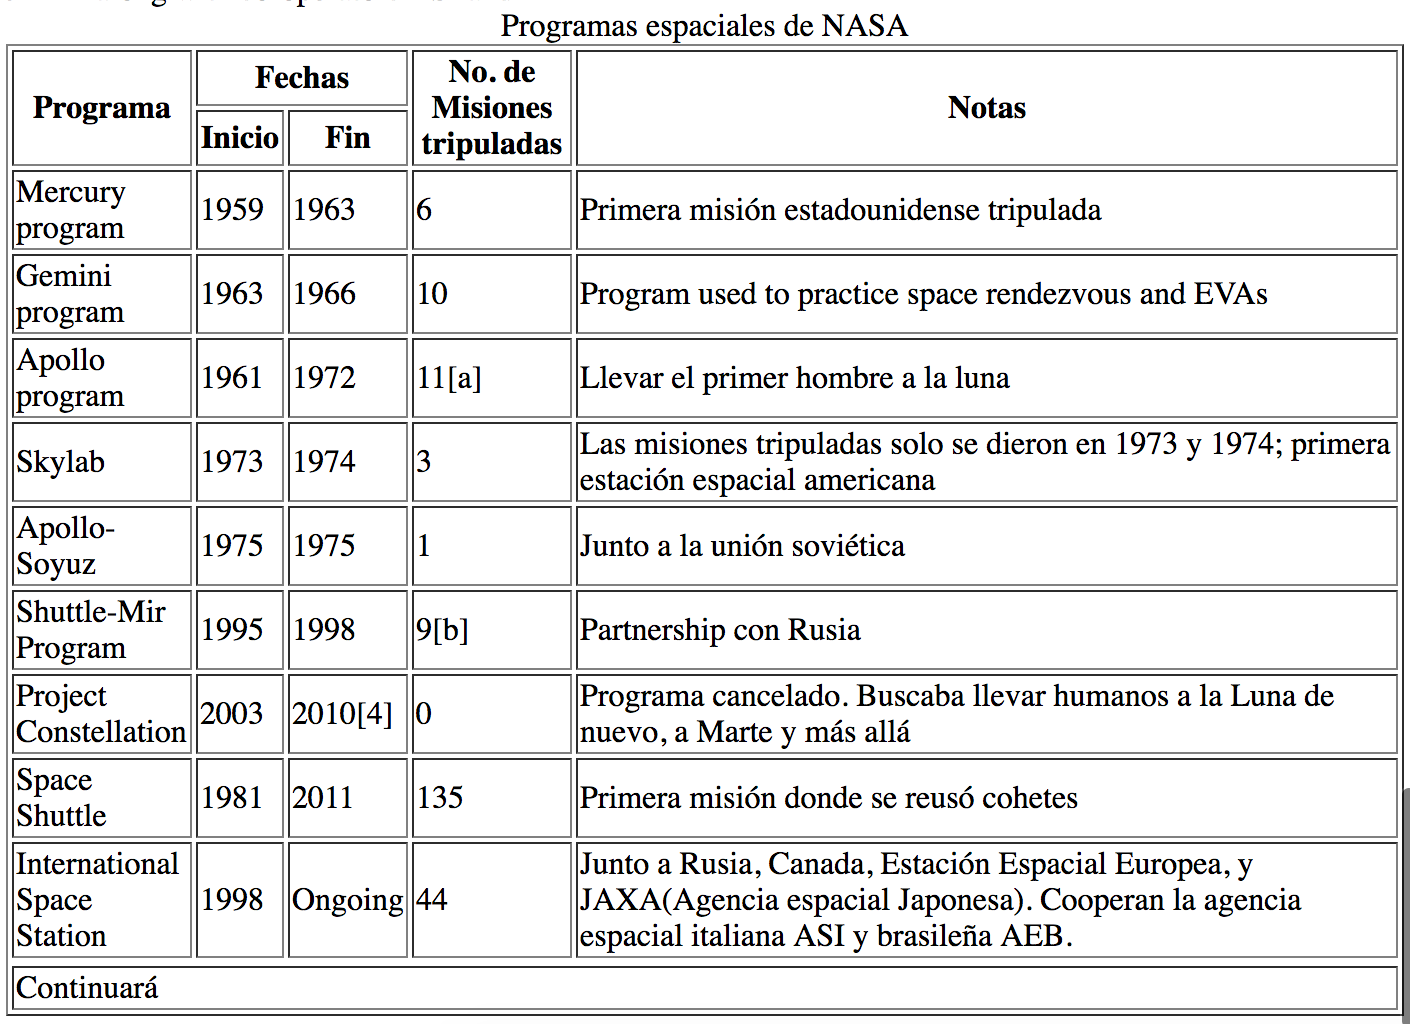 Programas espaciales de NASA
Programa
Fechas
No. de
Misiones
tripuladas
Notas
Inicio
Fin
Mercury
program
1959
1963
6
Primera misión estadounidense tripulada
Gemini
program
1963
1966
10
Program used to practice space rendezvous and EVAs
Apollo
program
1961
1972
11[a]
Llevar el primer hombre a la luna
Skylab
1973
1974
3
Las misiones tripuladas solo se dieron en 1973 y 1974; primera
estación espacial americana
Apollo-
Soyuz
1975
1975
1
Junto a la unión soviética
Shuttle-Mir
Program
1995
1998
9[b]
Partnership con Rusia
Project
Constellation
2003
2010[4]
0
Programa cancelado. Buscaba llevar humanos a la Luna de
nuevo, a Marte y más allá
Space
Shuttle
1981
2011
135
Primera misión donde se reusó cohetes
International
Space
Station
1998
Ongoing
44
Junto a Rusia, Canada, Estación Espacial Europea, y
JAXA(Agencia espacial Japonesa). Cooperan la agencia
espacial italiana ASI y brasileña AEB.
Continuará